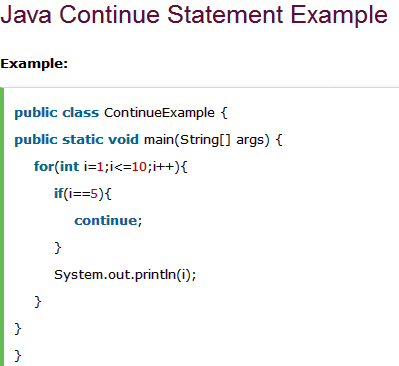 Java Continue Statement Example
Example:
public class ContinueExample {
public static void main(String[] args) {
for(int i=1;i<=10;i++){
if(i==5){
continue;
}
System.out.println(i);
}
}
}